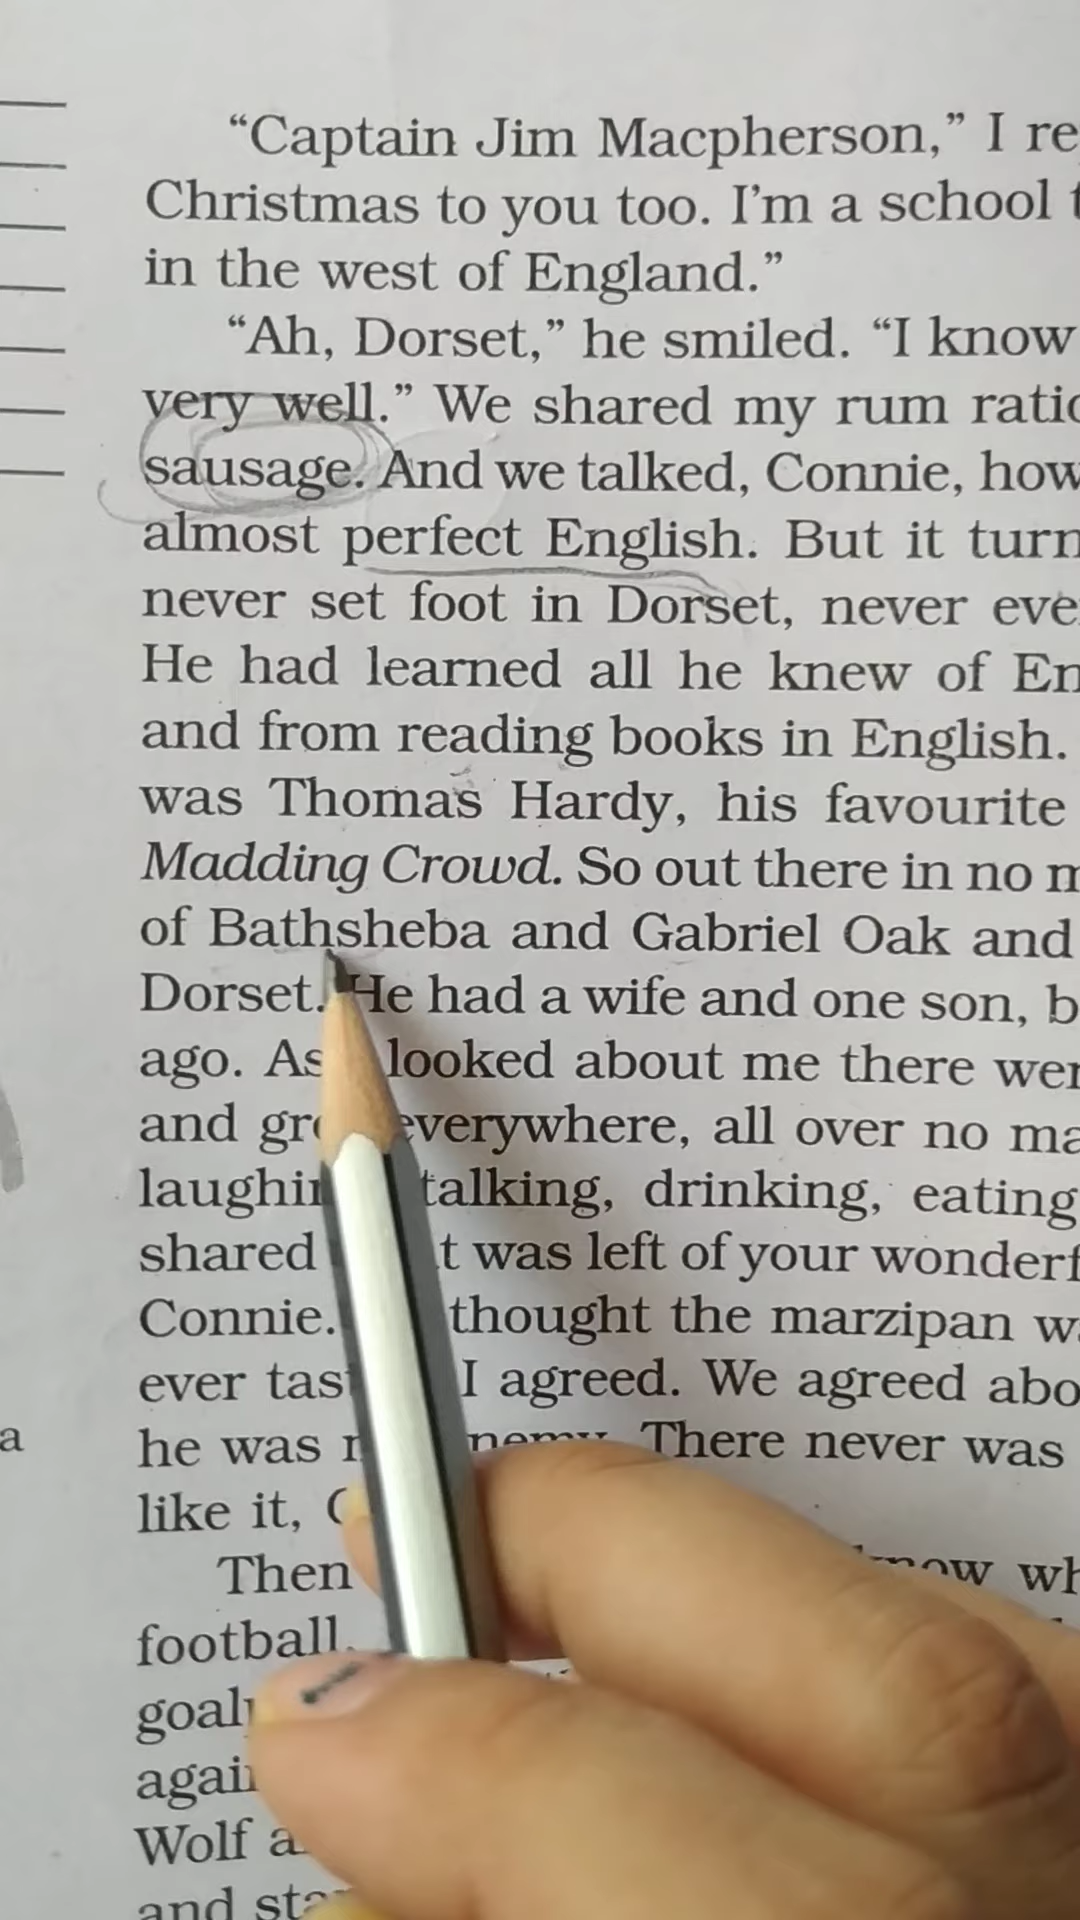 “Captain Jim Macpherson,” I re
Christmas to you too. I’m a school t
in the west of England.”
“Ah, Dorset,” he smiled. “I know
very well.” We shared my rum ratio
sausage. And we talked, Connie, how
almost perfect English. But it turn
never set foot in Dorset, never eve
He had learned all he knew of En
and from reading books in English.
was Thomas Hardy, his favourite
Madding Crowd. So out there in no m
of Bathsheba and Gabriel Oak and
Dorset. He had a wife and one son, b
ago. As looked about me there wer
and gr everywhere, all over no ma
laughin talking, drinking, eating
shared t was left of your wonderf
Connie. thought the marzipan wa
ever tast I agreed. We agreed abo
a
he was There never was
like it,
Then know wh
football.
goal
agai
Wolf a
and sta